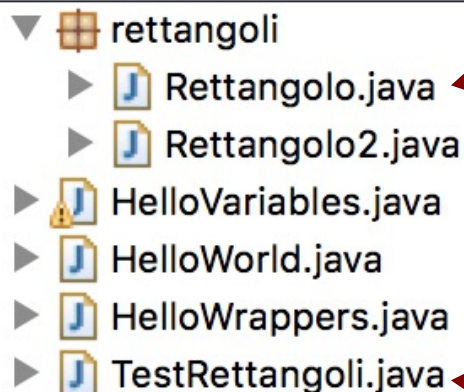 rettangoli
Rettangolo.java
Rettangolo2.java
HelloVariables.java
HelloWorld.java
HelloWrappers.java
TestRettangoli.java